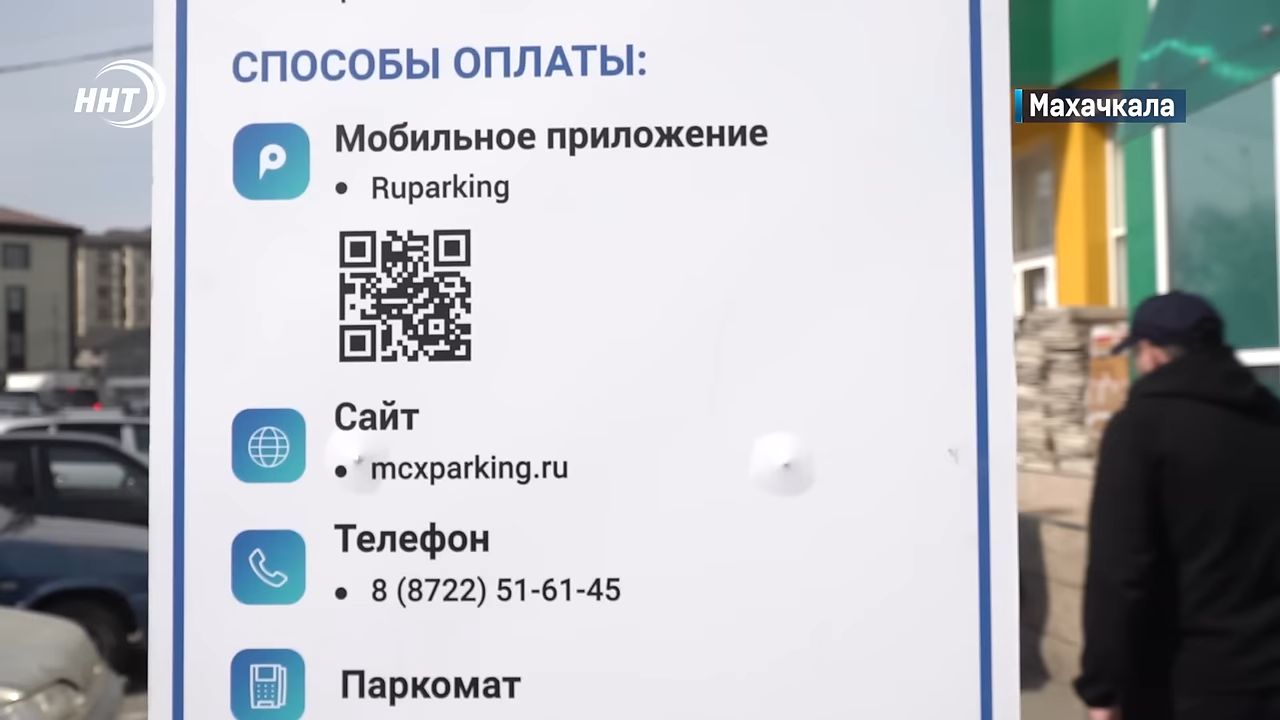 ННТ
Махачкала
СПОСОБЫ ОПЛАТЫ:
Мобильное приложение
• Ruparking
Сайт
• mcxparking.ru
Телефон
• 8 (8722) 51-61-45
Паркомат